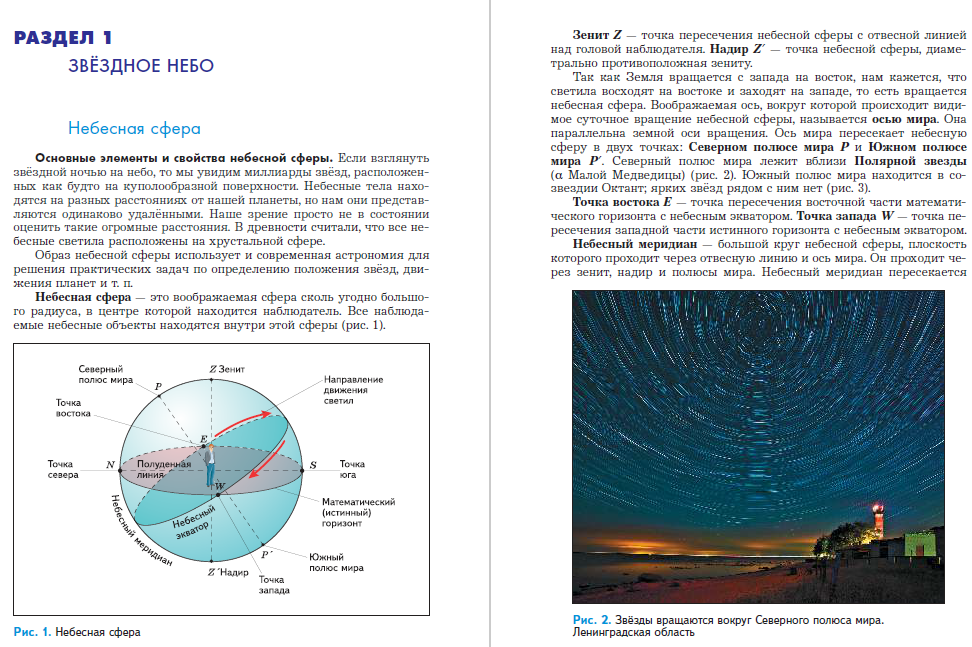 РАЗДЕЛ 1
ЗВЁЗДНОЕ НЕБО
Небесная сфера
Основные элементы и свойства небесной сферы. Если взглянуть
звёздной ночью на небо, то мы увидим миллиарды звёзд, расположен-
ных как будто на куполообразной поверхности. Небесные тела нахо-
дятся на разных расстояниях от нашей планеты, но нам они представ-
ляются одинаково удалёнными. Наше зрение просто не в состоянии
оценить такие огромные расстояния. В древности считали, что все не-
бесные светила расположены на хрустальной сфере.
Образ небесной сферы использует и современная астрономия для
решения практических задач по определению положения звёзд, дви-
жения планет и т. п.
Небесная сфера — это воображаемая сфера сколь угодно большо-
го радиуса, в центре которой находится наблюдатель. Все наблюда-
емые небесные объекты находятся внутри этой сферы (рис. 1).
Северный
полюс мира
P
Z Зенит
Направление
движения
светил
Точка
востока
E
Точка
севера
N
Полуденная
линия
S
Точка
юга
W
Математический
(истинный)
горизонт
Небесный
экватор
Небесный меридиан
P′
Южный
полюс мира
Z′ Надир
Точка
запада
Рис. 1. Небесная сфера
Зенит Z — точка пересечения небесной сферы с отвесной линией
над головой наблюдателя. Надир Z′ — точка небесной сферы, диаме-
трально противоположная зениту.
Так как Земля вращается с запада на восток, нам кажется, что
светила восходят на востоке и заходят на западе, то есть вращается
небесная сфера. Воображаемая ось, вокруг которой происходит види-
мое суточное вращение небесной сферы, называется осью мира. Она
параллельна земной оси вращения. Ось мира пересекает небесную
сферу в двух точках: Северном полюсе мира P и Южном полюсе
мира P′. Северный полюс мира лежит вблизи Полярной звезды
(α Малой Медведицы) (рис. 2). Южный полюс мира находится в со-
звездии Октант; ярких звёзд рядом с ним нет (рис. 3).
Точка востока E — точка пересечения восточной части математи-
ческого горизонта с небесным экватором. Точка запада W — точка пе-
ресечения западной части истинного горизонта с небесным экватором.
Небесный меридиан — большой круг небесной сферы, плоскость
которого проходит через отвесную линию и ось мира. Он проходит че-
рез зенит, надир и полюсы мира. Небесный меридиан пересекается
Рис. 2. Звёзды вращаются вокруг Северного полюса мира.
Ленинградская область